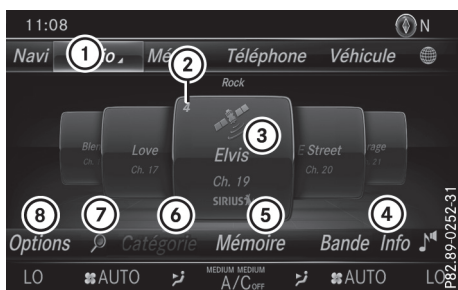 11:08 N
Navi Mé Téléphone Véhicule
1
2
Rock
4
3
Love Elvis E Street
Ch. 17 Ch. 19 Ch. 20
SIRIUS
8 7 6 5 4
Options Catégorie Mémoire Bande Info
LO AUTO MEDIUM MEDIUM AUTO LO
A/C OFF
P82.89-0252-31